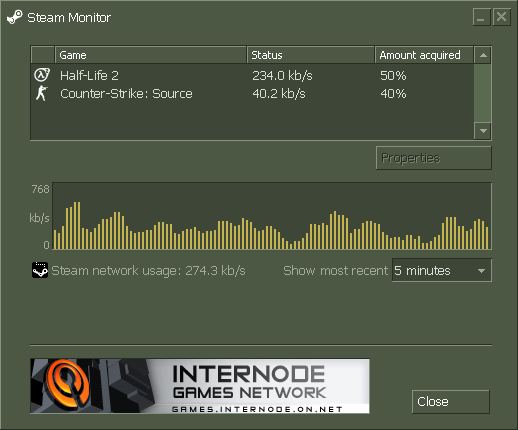 Steam Monitor
Game Status Amount acquired
Half-Life 2 234.0 kb/s 50%
Counter-Strike: Source 40.2 kb/s 40%
Properties
768
kb/s
0
Steam network usage: 274.3 kb/s Show most recent 5 minutes
INTERNODE
GAMES NETWORK
GAMES.INTERNODE.ON.NET
Close